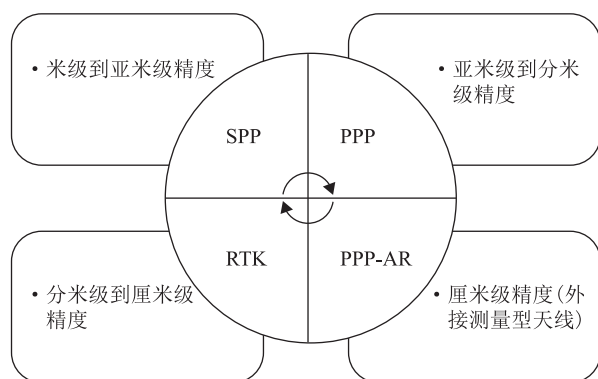 · 米级到亚米级精度
· 亚米级到分米
级精度
SPP
PPP
RTK
PPP-AR
· 分米级到厘米级
精度
· 厘米级精度(外
接测量型天线)